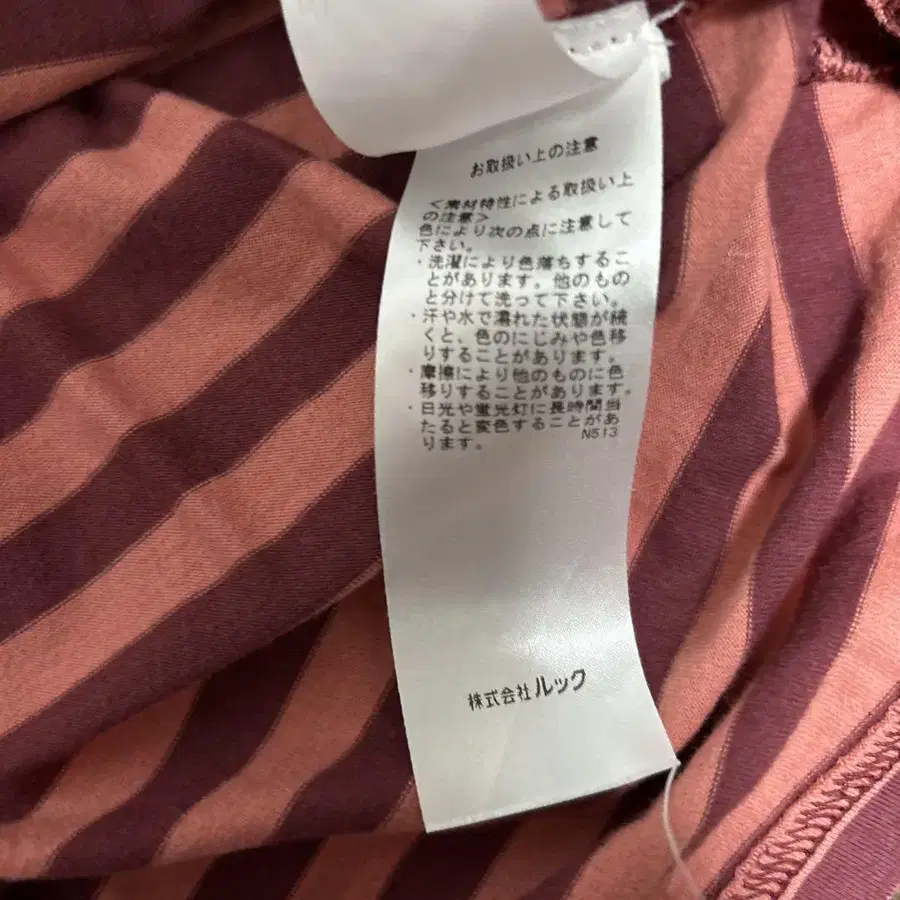 お取扱い上の注意
＜素材特性による取扱い上
の注意＞
色により次の点に注意して
下さい。
・洗濯により色落ちするこ
とがあります。他のもの
と分けて洗って下さい。
・汗や水で濡れた状態が続
くと、色のにじみや色移
りすることがあります。
・摩擦により他のものに色
移りすることがあります。
・日光や蛍光灯に長時間当
たると変色することがあ
ります。 N513
株式会社ルック